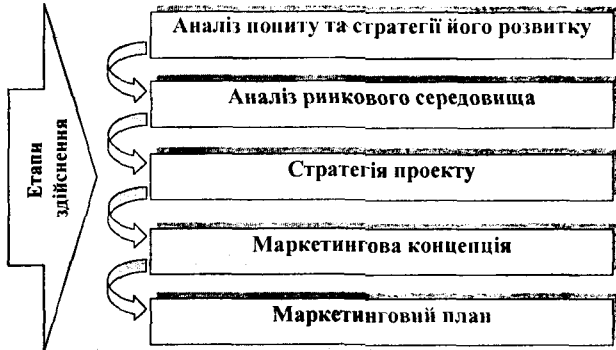 Аналіз попиту та стратегії його розвитку
Аналіз ринкового середовища
Стратегія проекту
Маркетингова концепція
Маркетинговий план
Етапи
здійснення